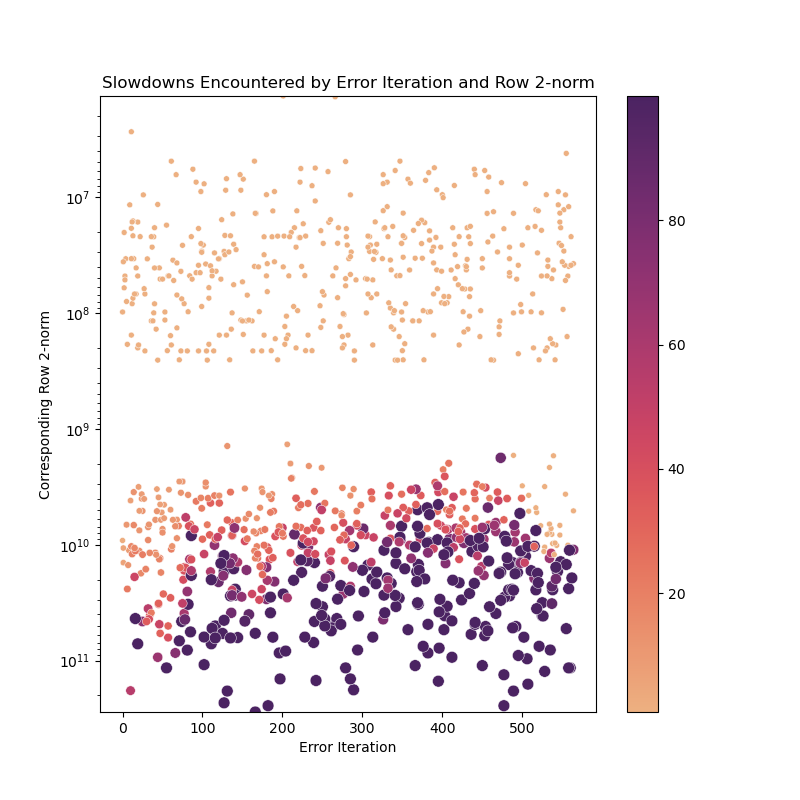 Slowdowns Encountered by Error Iteration and Row 2-norm
Corresponding Row 2-norm
10^7
10^8
10^9
10^10
10^11
0 100 200 300 400 500
Error Iteration
80
60
40
20